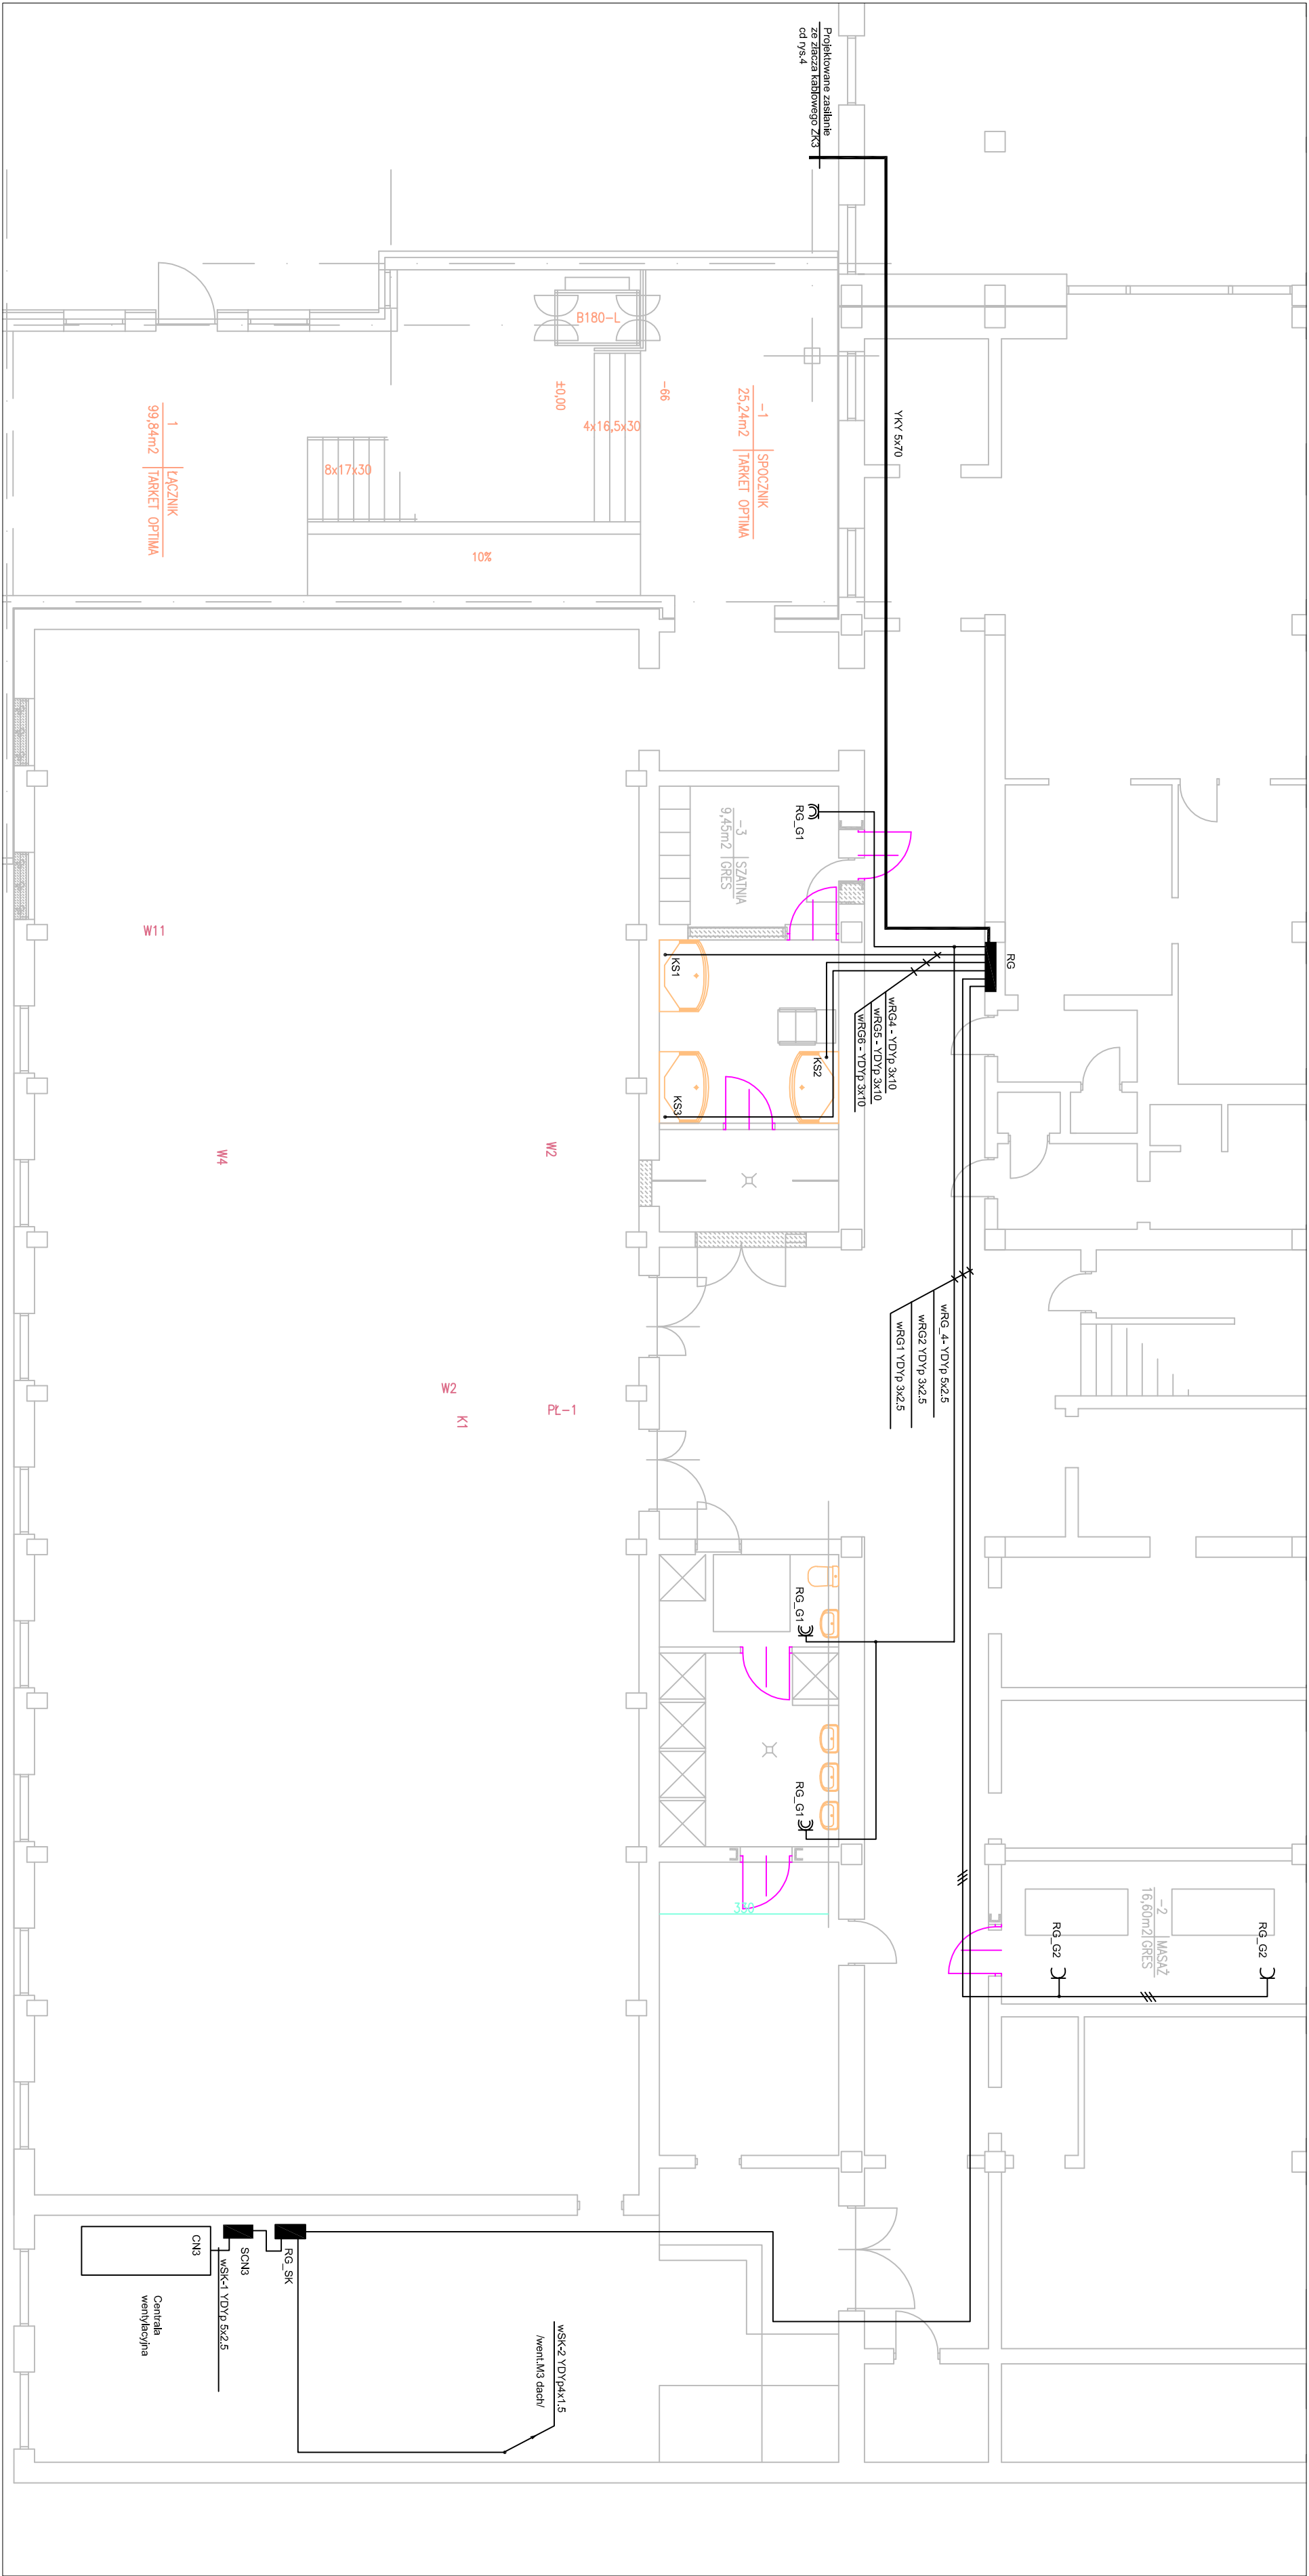 Projektowane zasilanie
ze złącza kablowego ZK3
cd rys.4
YKY 5x70
B180-L
±0,00
-66
4x16,5x30
8x17x30
10%
-1
SPOCZNIK
25,24m2
TARKET OPTIMA
1
ŁĄCZNIK
99,84m2
TARKET OPTIMA
RG_G1
-3
SZATNIA
9,45m2
GRES
RG
KS1
KS2
KS3
wRG4 - YDYp 3x10
wRG5 - YDYp 3x10
wRG6 - YDYp 3x10
W11
W4
W2
wRG_4- YDYp 5x2.5
wRG2 YDYp 3x2.5
wRG1 YDYp 3x2.5
W2
K1
PŁ-1
RG_G1
RG_G1
330
-2
MASAŻ
16,60m2
GRES
RG_G2
RG_G2
CN3
SCN3
RG_SK
wSK-1 YDYp 5x2.5
Centrala
wentylacyjna
wSK-2 YDYp4x1.5
/went.M3 dach/